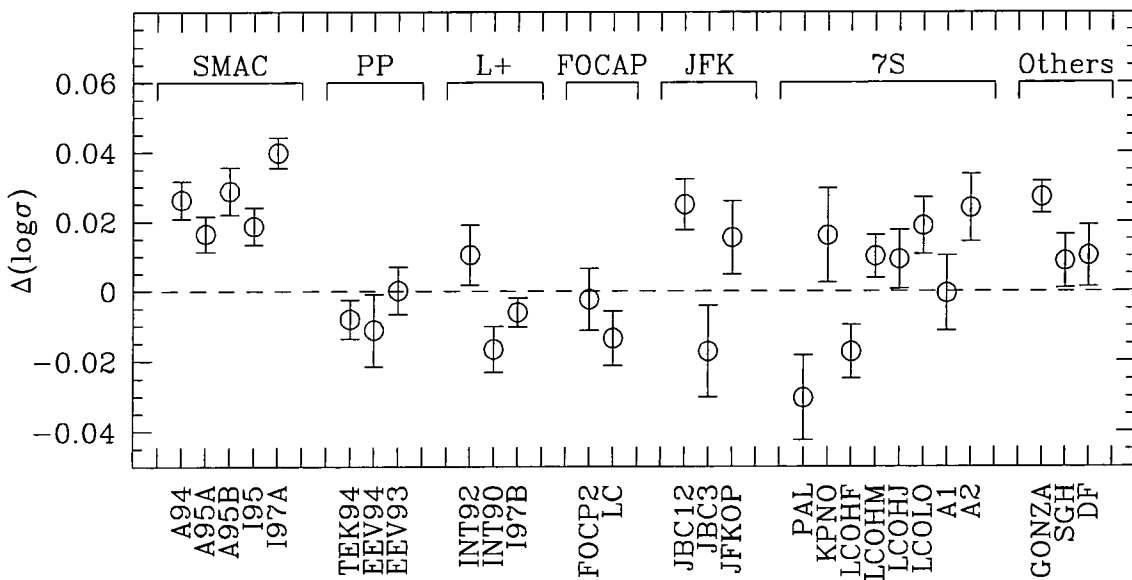 SMAC PP L+ FOCAP JFK 7S Others
0.06
0.04
0.02
0
−0.02
−0.04
Δ(logσ)
A94
A95A
A95B
I95
I97A
TEK94
EEV94
EEV93
INT92
INT90
I97B
FOCP2
LC
JBC12
JBC3
JFKOP
PAL
KPNO
LCOHF
LCOHM
LCOHJ
LCOLO
A1
A2
GONZA
SGH
DF